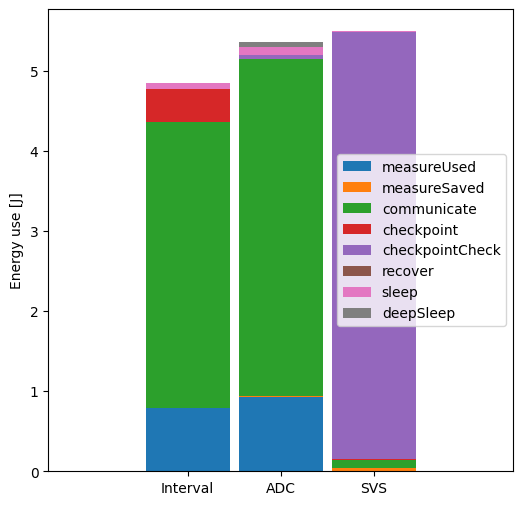 Energy use [J]
5
4
3
2
1
0
measureUsed
measureSaved
communicate
checkpoint
checkpointCheck
recover
sleep
deepSleep
Interval ADC SVS